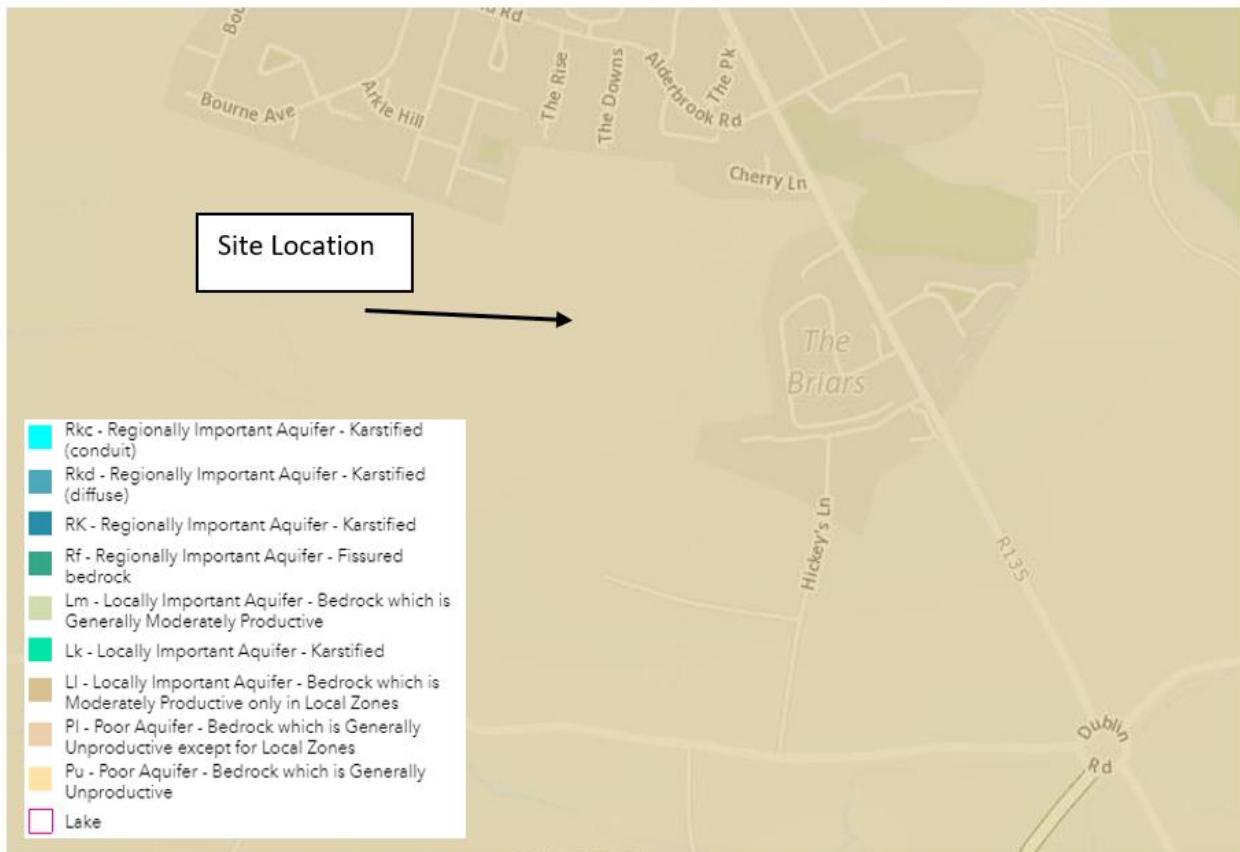 Bou
d Rd
The Rise
The Downs
Alderbrook Rd
The Pk
Bourne Ave
Arkle Hill
Cherry Ln
Site Location
The
Briars
Hickey's Ln
R135
Dublin
Rd
Rkc - Regionally Important Aquifer - Karstified
(conduit)
Rkd - Regionally Important Aquifer - Karstified
(diffuse)
RK - Regionally Important Aquifer - Karstified
Rf - Regionally Important Aquifer - Fissured
bedrock
Lm - Locally Important Aquifer - Bedrock which is
Generally Moderately Productive
Lk - Locally Important Aquifer - Karstified
Ll - Locally Important Aquifer - Bedrock which is
Moderately Productive only in Local Zones
Pl - Poor Aquifer - Bedrock which is Generally
Unproductive except for Local Zones
Pu - Poor Aquifer - Bedrock which is Generally
Unproductive
Lake